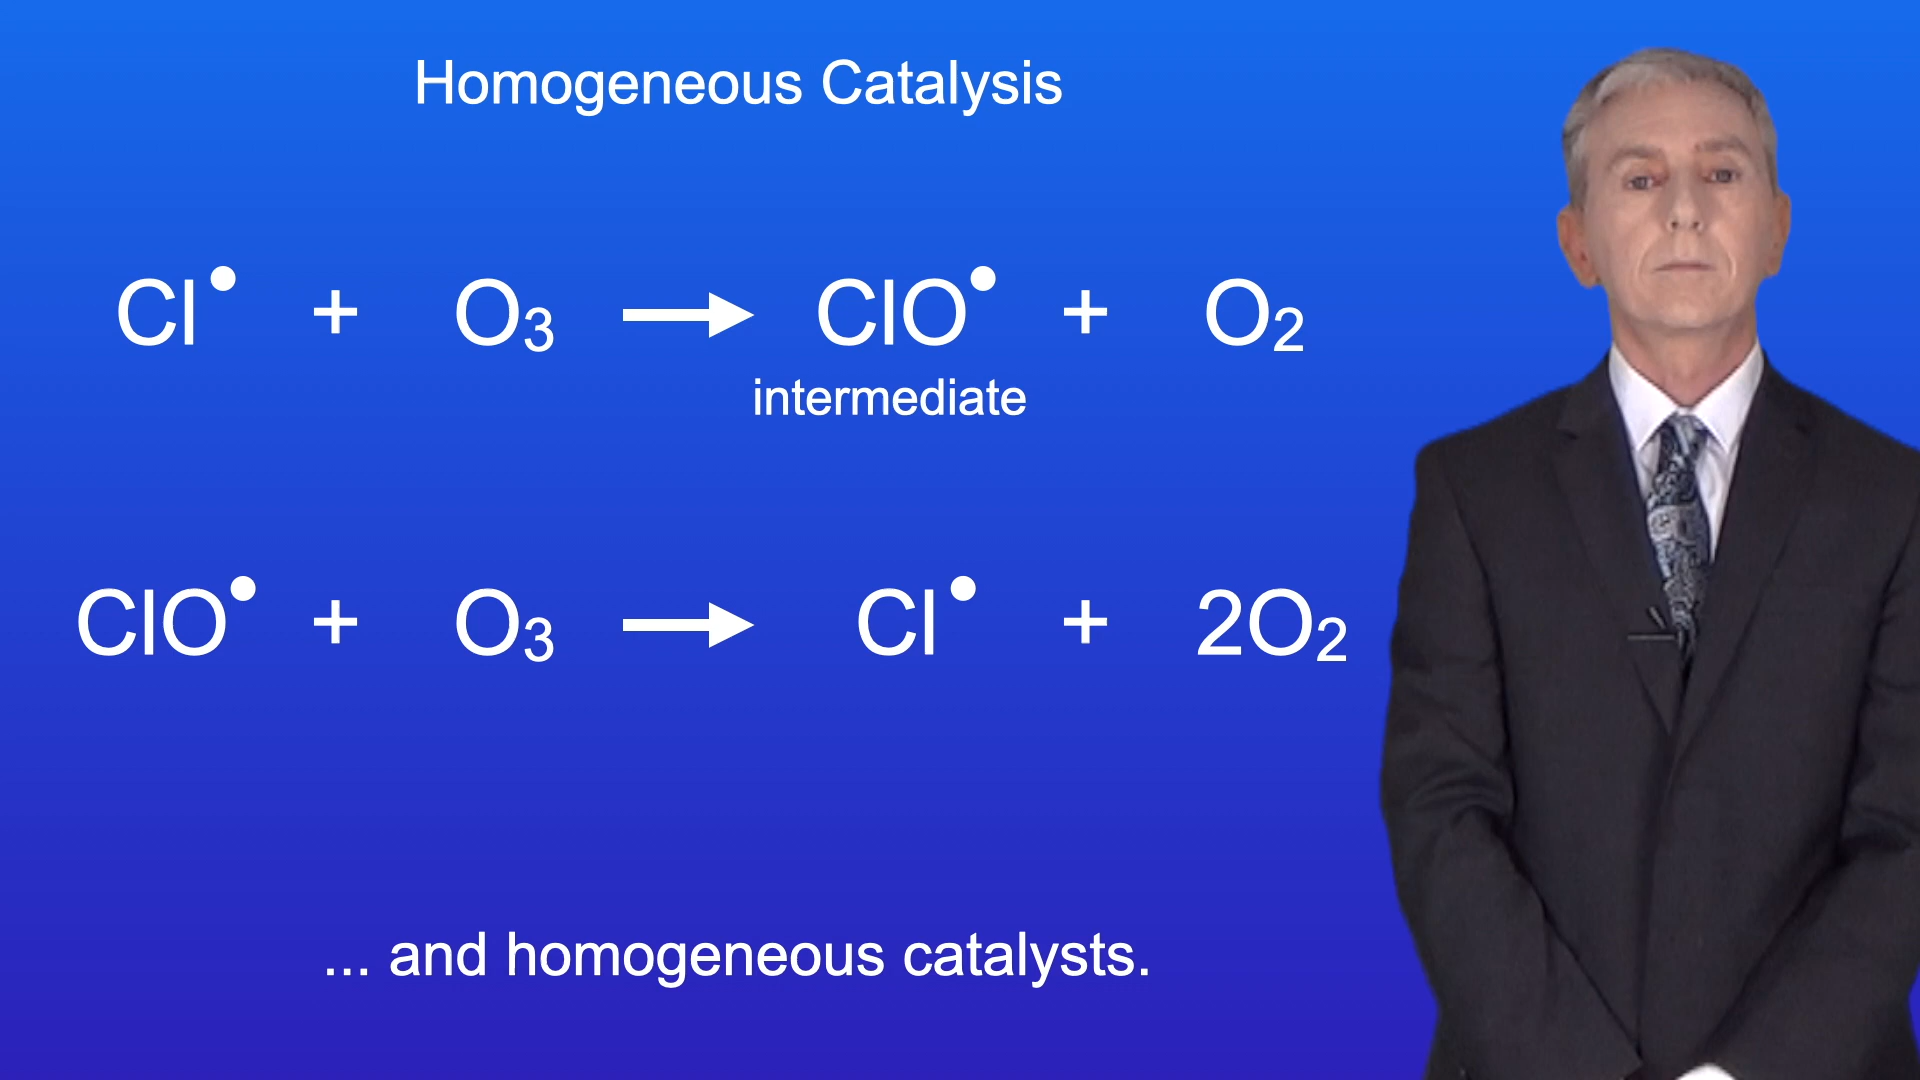 Homogeneous Catalysis
Cl• + O₃ → ClO• + O₂
intermediate
ClO• + O₃ → Cl• + 2O₂
... and homogeneous catalysts.